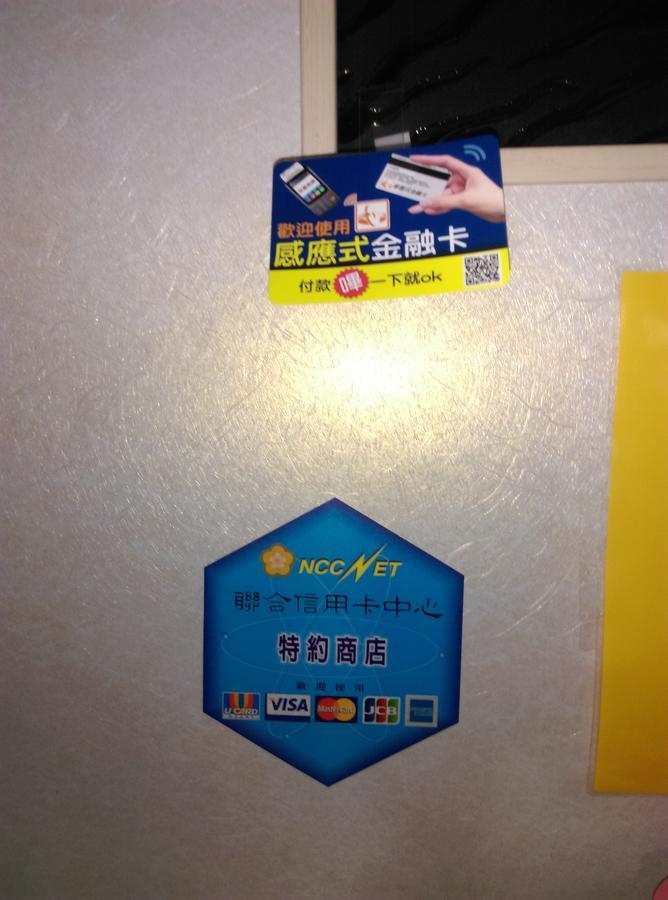 歡迎使用
感應式金融卡
付款嗶一下就ok
NCCNET
聯合信用卡中心
特約商店
歡迎使用
U CARD VISA MasterCard JCB